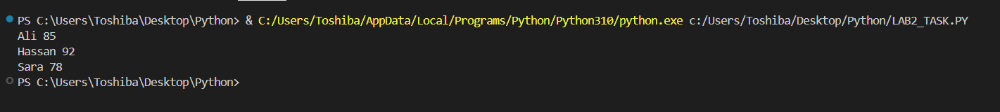 PS C:\Users\Toshiba\Desktop\Python> & C:/Users/Toshiba/AppData/Local/Programs/Python/Python310/python.exe c:/Users/Toshiba/Desktop/Python/LAB2_TASK.PY
Ali 85
Hassan 92
Sara 78
PS C:\Users\Toshiba\Desktop\Python>